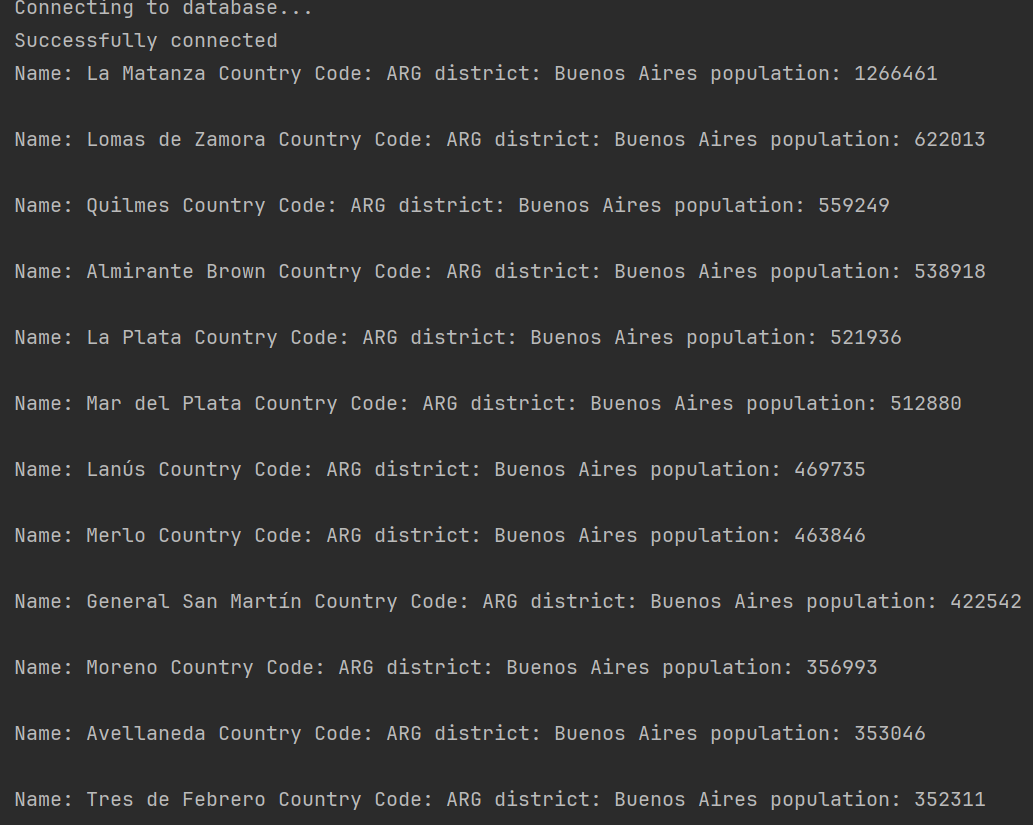 Connecting to database...
Successfully connected
Name: La Matanza Country Code: ARG district: Buenos Aires population: 1266461
Name: Lomas de Zamora Country Code: ARG district: Buenos Aires population: 622013
Name: Quilmes Country Code: ARG district: Buenos Aires population: 559249
Name: Almirante Brown Country Code: ARG district: Buenos Aires population: 538918
Name: La Plata Country Code: ARG district: Buenos Aires population: 521936
Name: Mar del Plata Country Code: ARG district: Buenos Aires population: 512880
Name: Lanús Country Code: ARG district: Buenos Aires population: 469735
Name: Merlo Country Code: ARG district: Buenos Aires population: 463846
Name: General San Martín Country Code: ARG district: Buenos Aires population: 422542
Name: Moreno Country Code: ARG district: Buenos Aires population: 356993
Name: Avellaneda Country Code: ARG district: Buenos Aires population: 353046
Name: Tres de Febrero Country Code: ARG district: Buenos Aires population: 352311